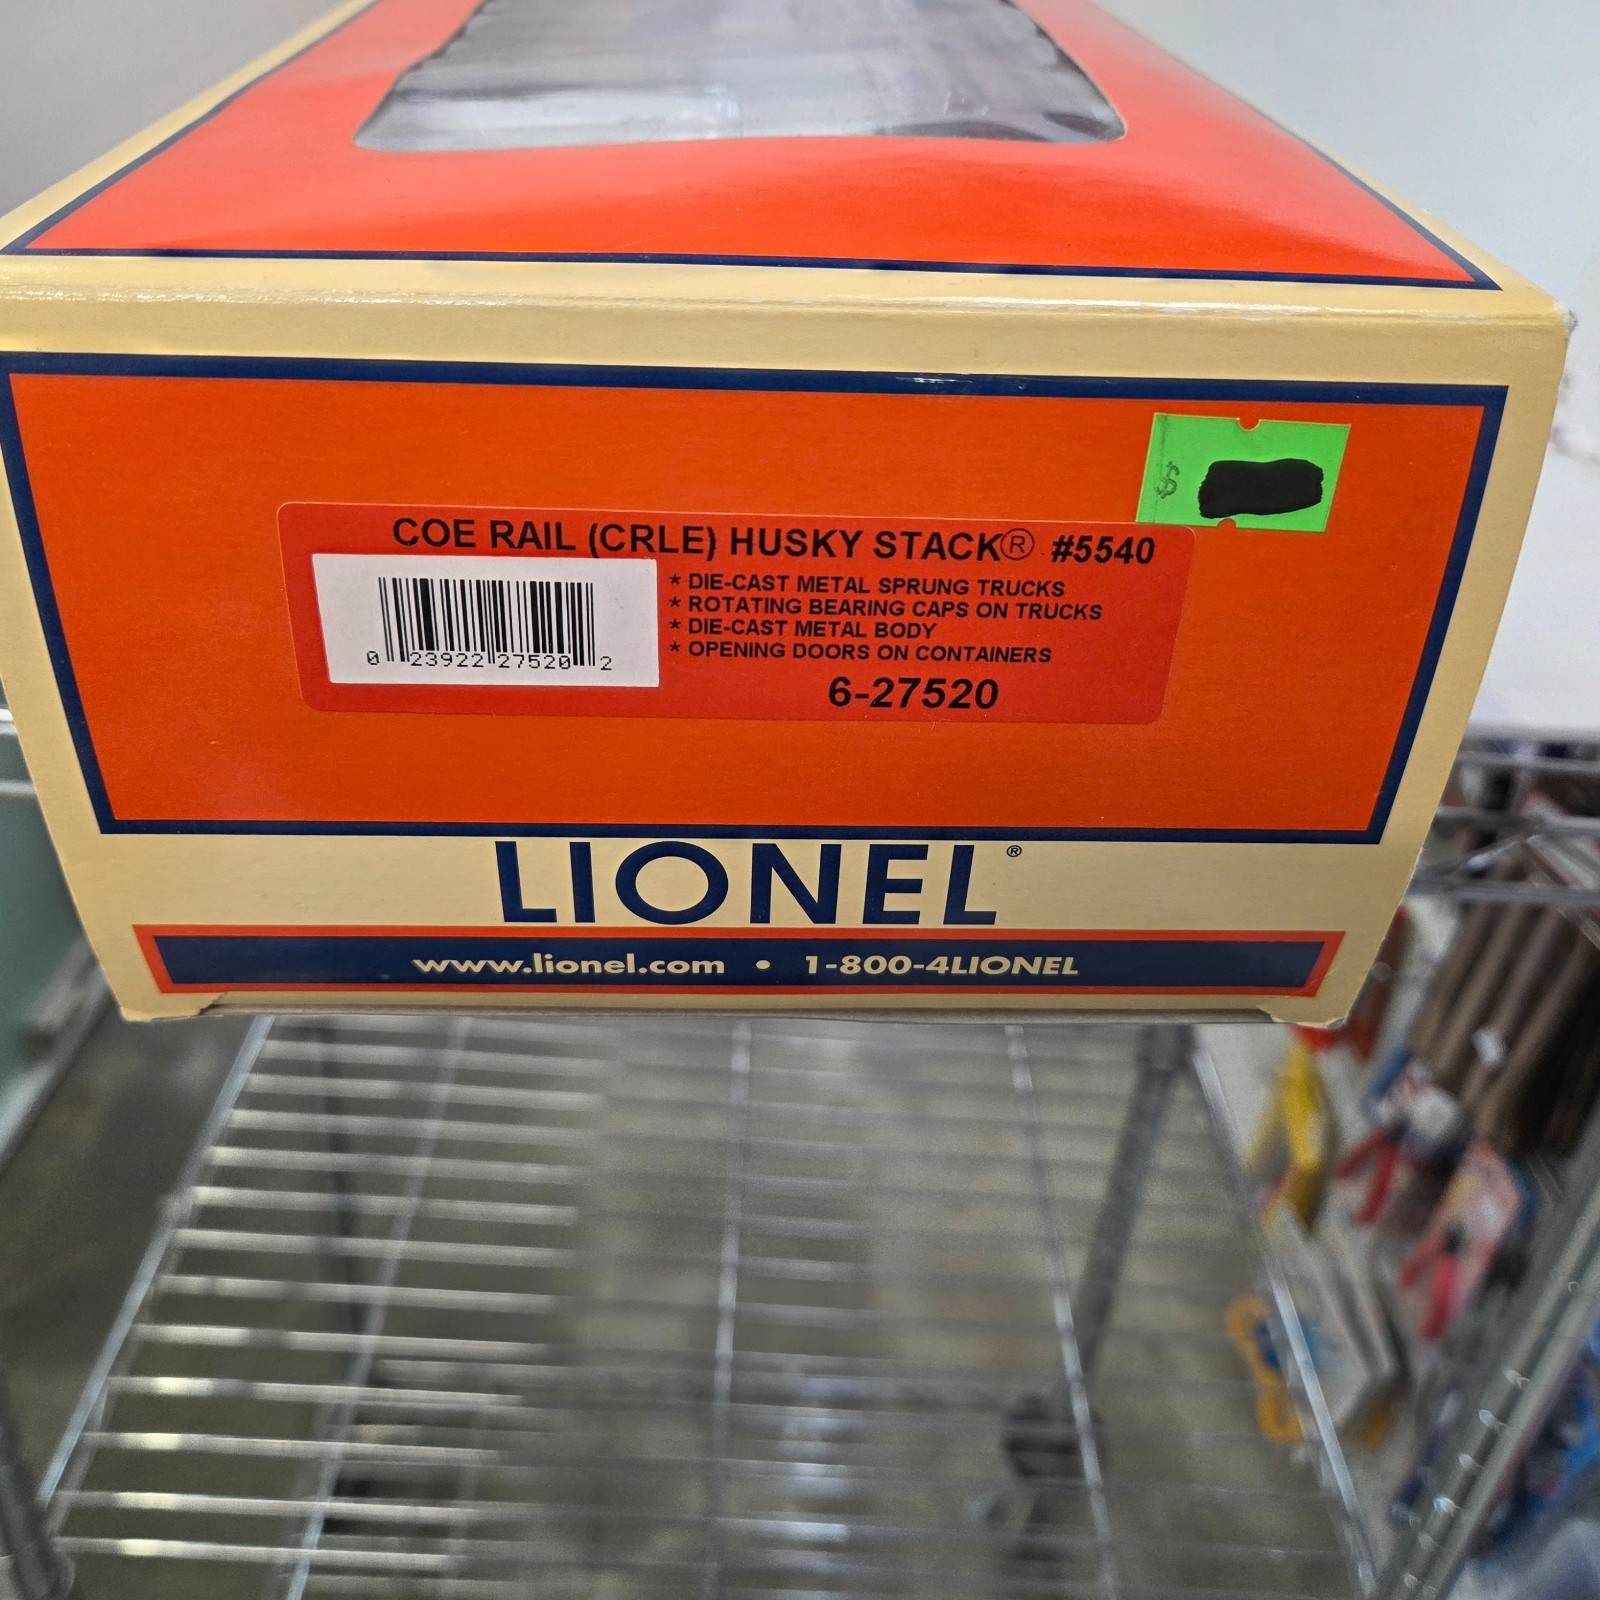 $
COE RAIL (CRLE) HUSKY STACK® #5540
* DIE-CAST METAL SPRUNG TRUCKS
* ROTATING BEARING CAPS ON TRUCKS
* DIE-CAST METAL BODY
* OPENING DOORS ON CONTAINERS
0 23922 27520 2
6-27520
LIONEL®
www.lionel.com • 1-800-4LIONEL